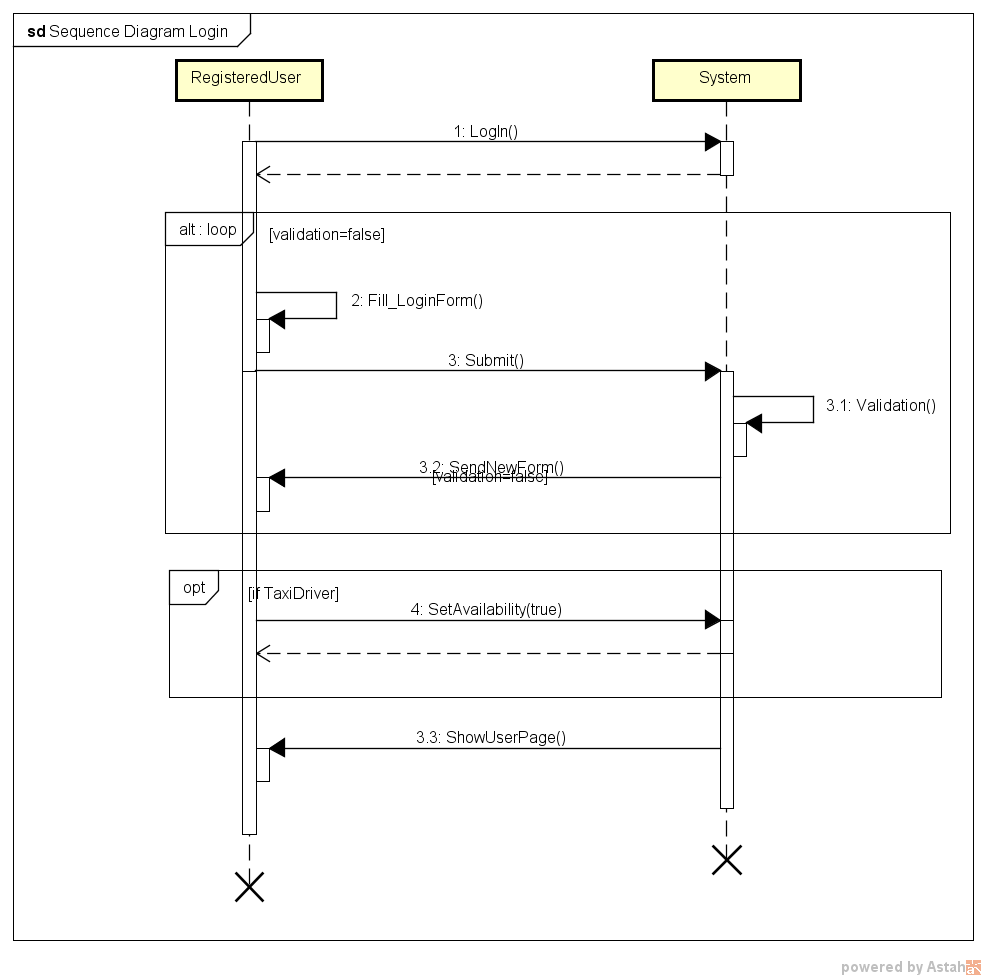 sd Sequence Diagram Login
RegisteredUser
System
1: LogIn()
alt : loop
[validation=false]
2: Fill_LoginForm()
3: Submit()
3.1: Validation()
3.2: SendNewForm()
[validation=false]
opt
[if TaxiDriver]
4: SetAvailability(true)
3.3: ShowUserPage()
powered by Astah